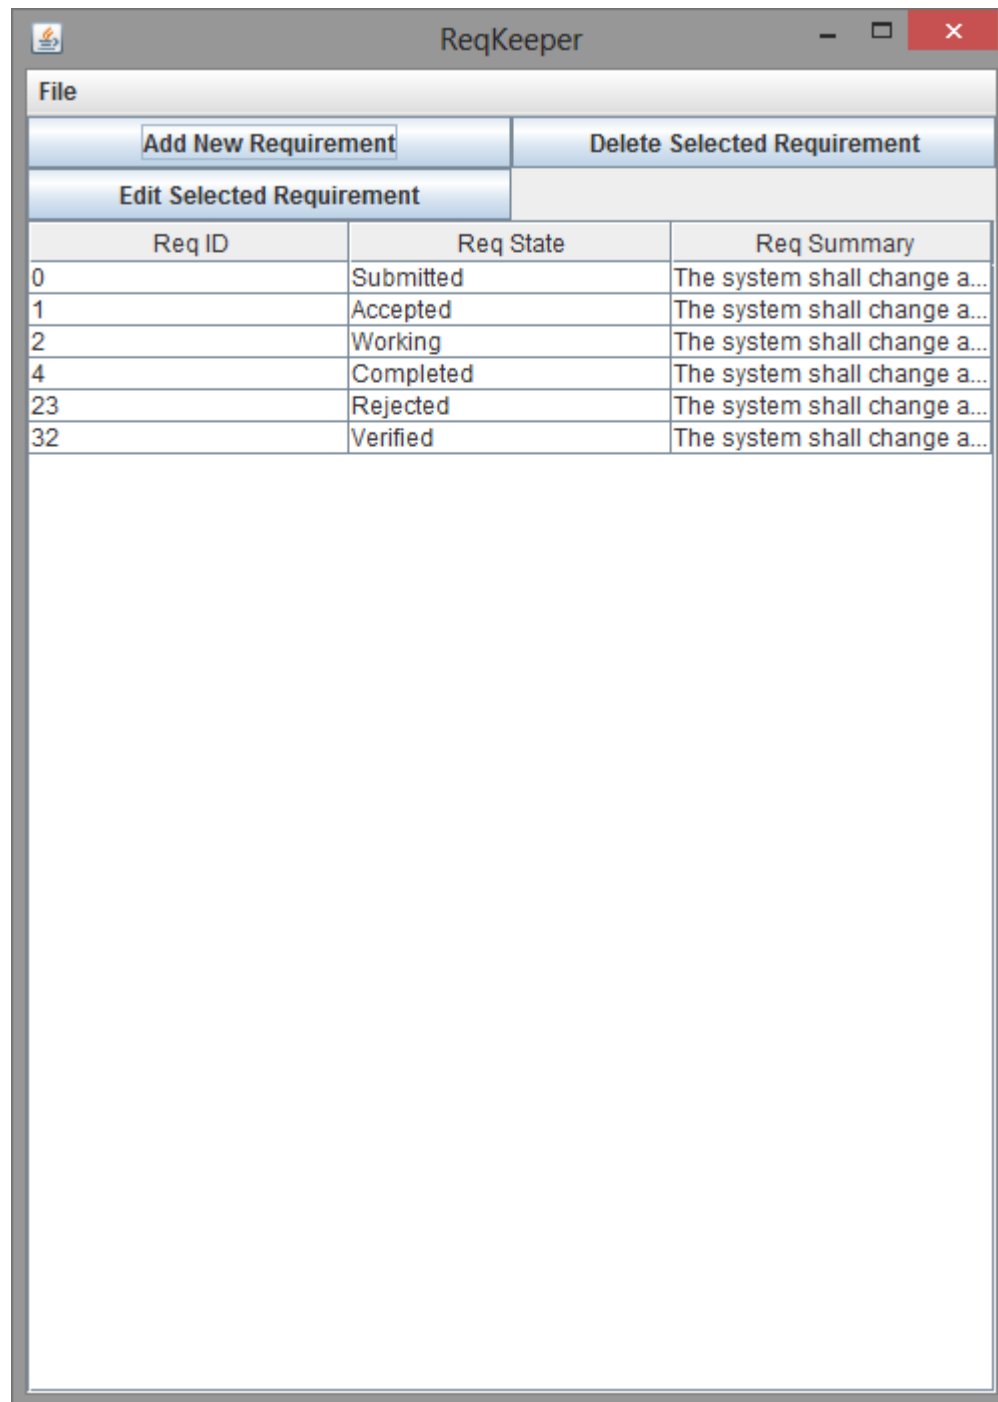 ReqKeeper
File
Add New Requirement Delete Selected Requirement
Edit Selected Requirement
Req ID Req State Req Summary
0 Submitted The system shall change a...
1 Accepted The system shall change a...
2 Working The system shall change a...
4 Completed The system shall change a...
23 Rejected The system shall change a...
32 Verified The system shall change a...